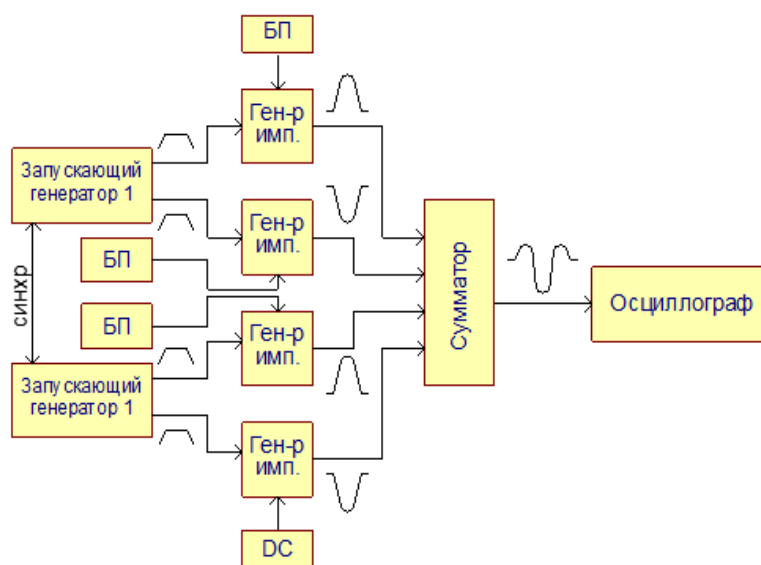 БП
Ген-р
имп.
Запускающий
генератор 1
Ген-р
имп.
БП
синхр
БП
Ген-р
имп.
Сумматор
Осциллограф
Запускающий
генератор 1
Ген-р
имп.
DC